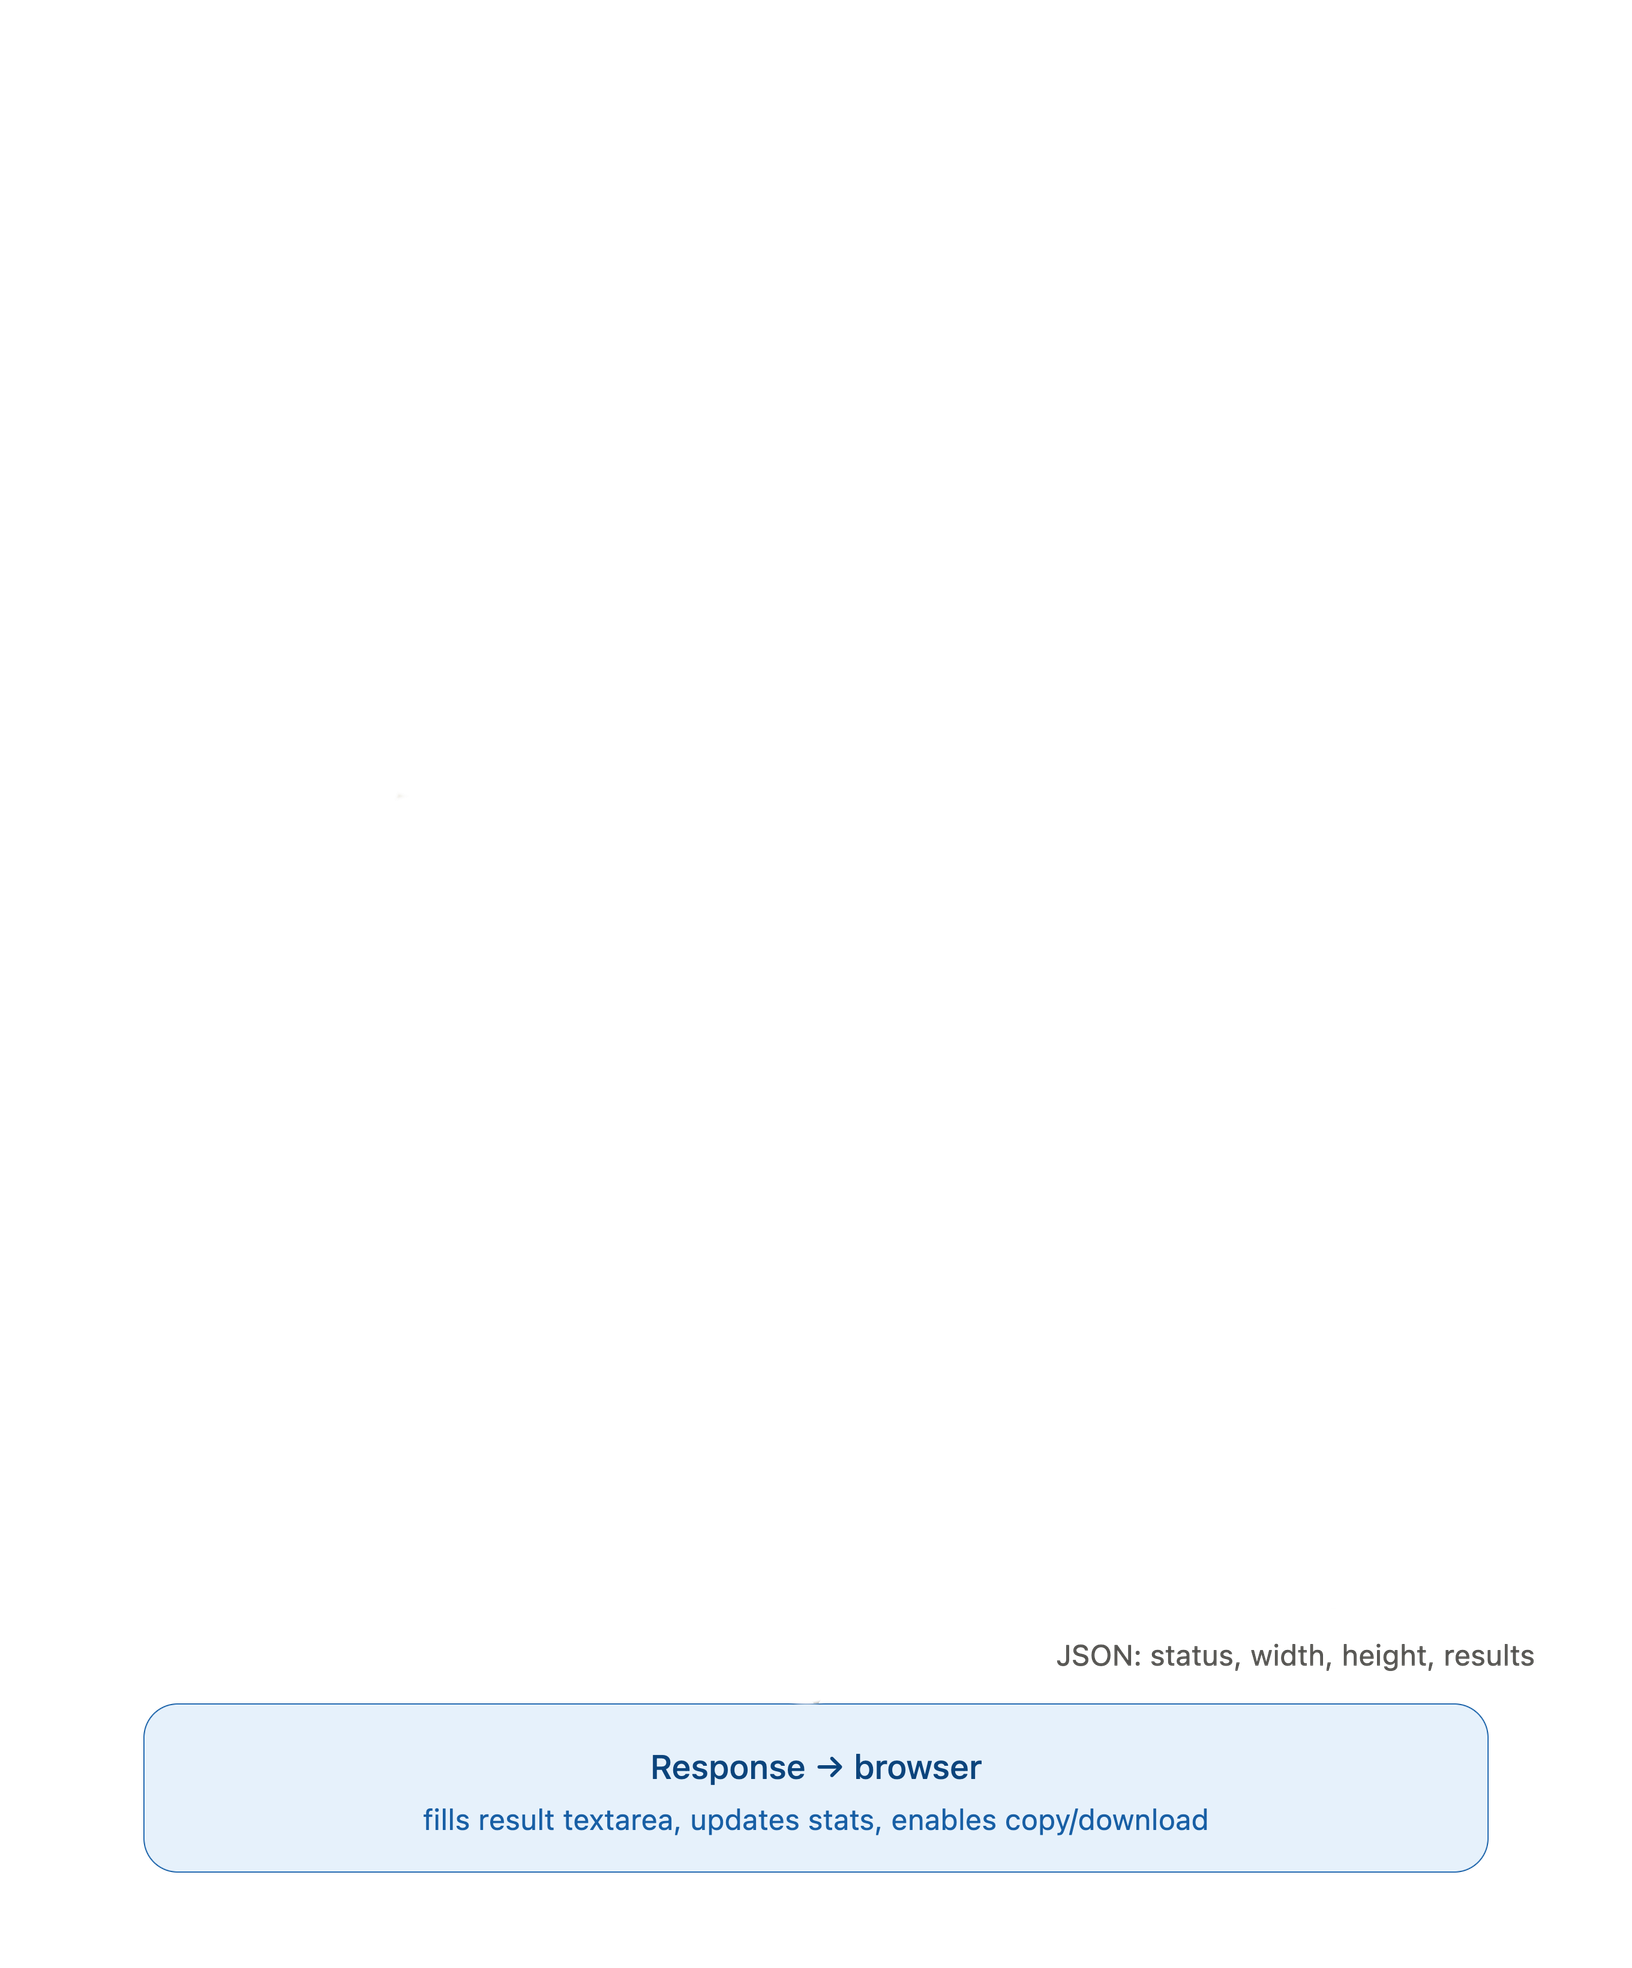 JSON: status, width, height, results
Response → browser
fills result textarea, updates stats, enables copy/download